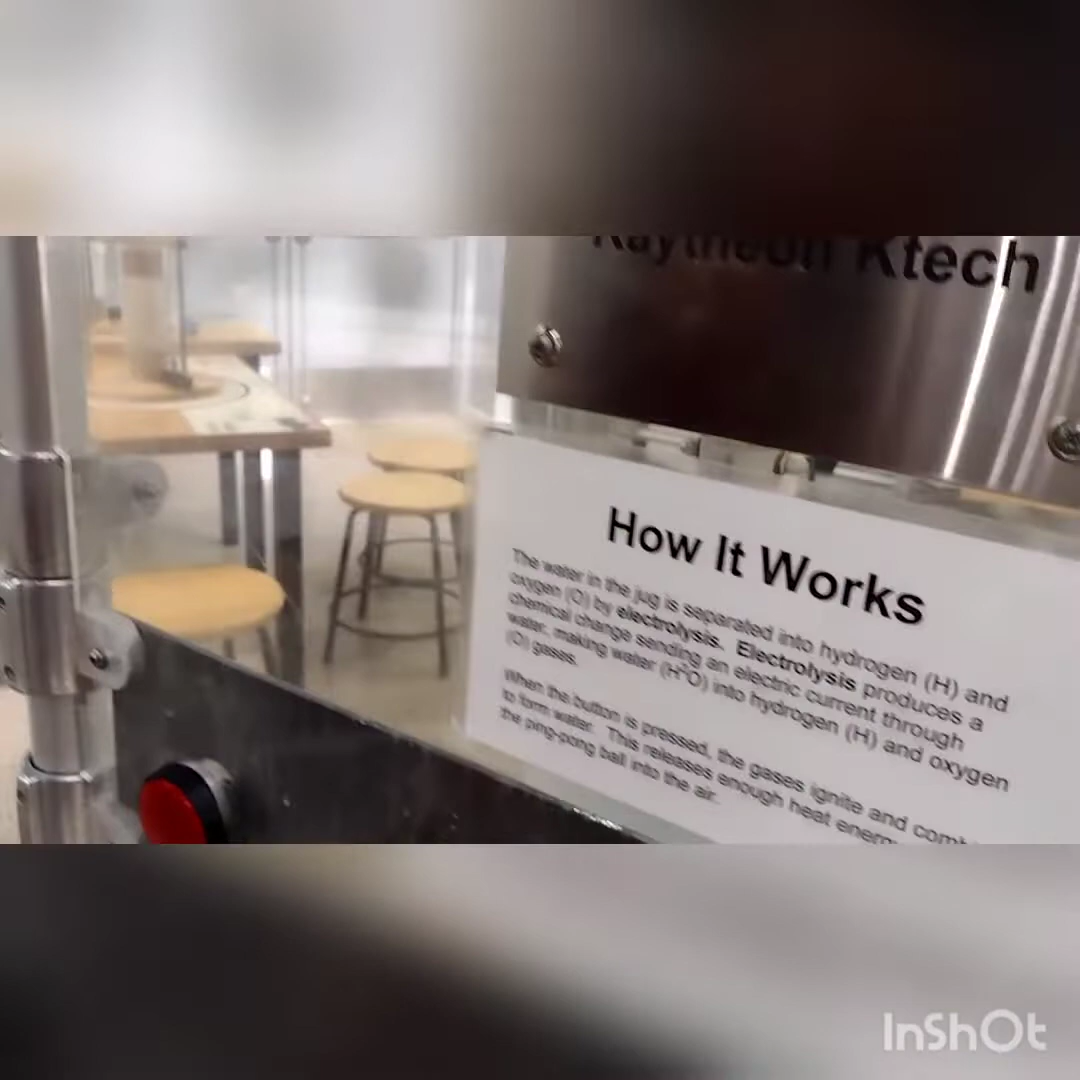 Raytheon Ktech
How It Works
The water in the jug is separated into hydrogen (H) and
oxygen (O) by electrolysis. Electrolysis produces a
chemical change sending an electric current through
water, making water (H²O) into hydrogen (H) and oxygen
(O) gases.
When the button is pressed, the gases ignite and
to form water. This releases enough heat
the ping-pong ball into the air.
InShOt